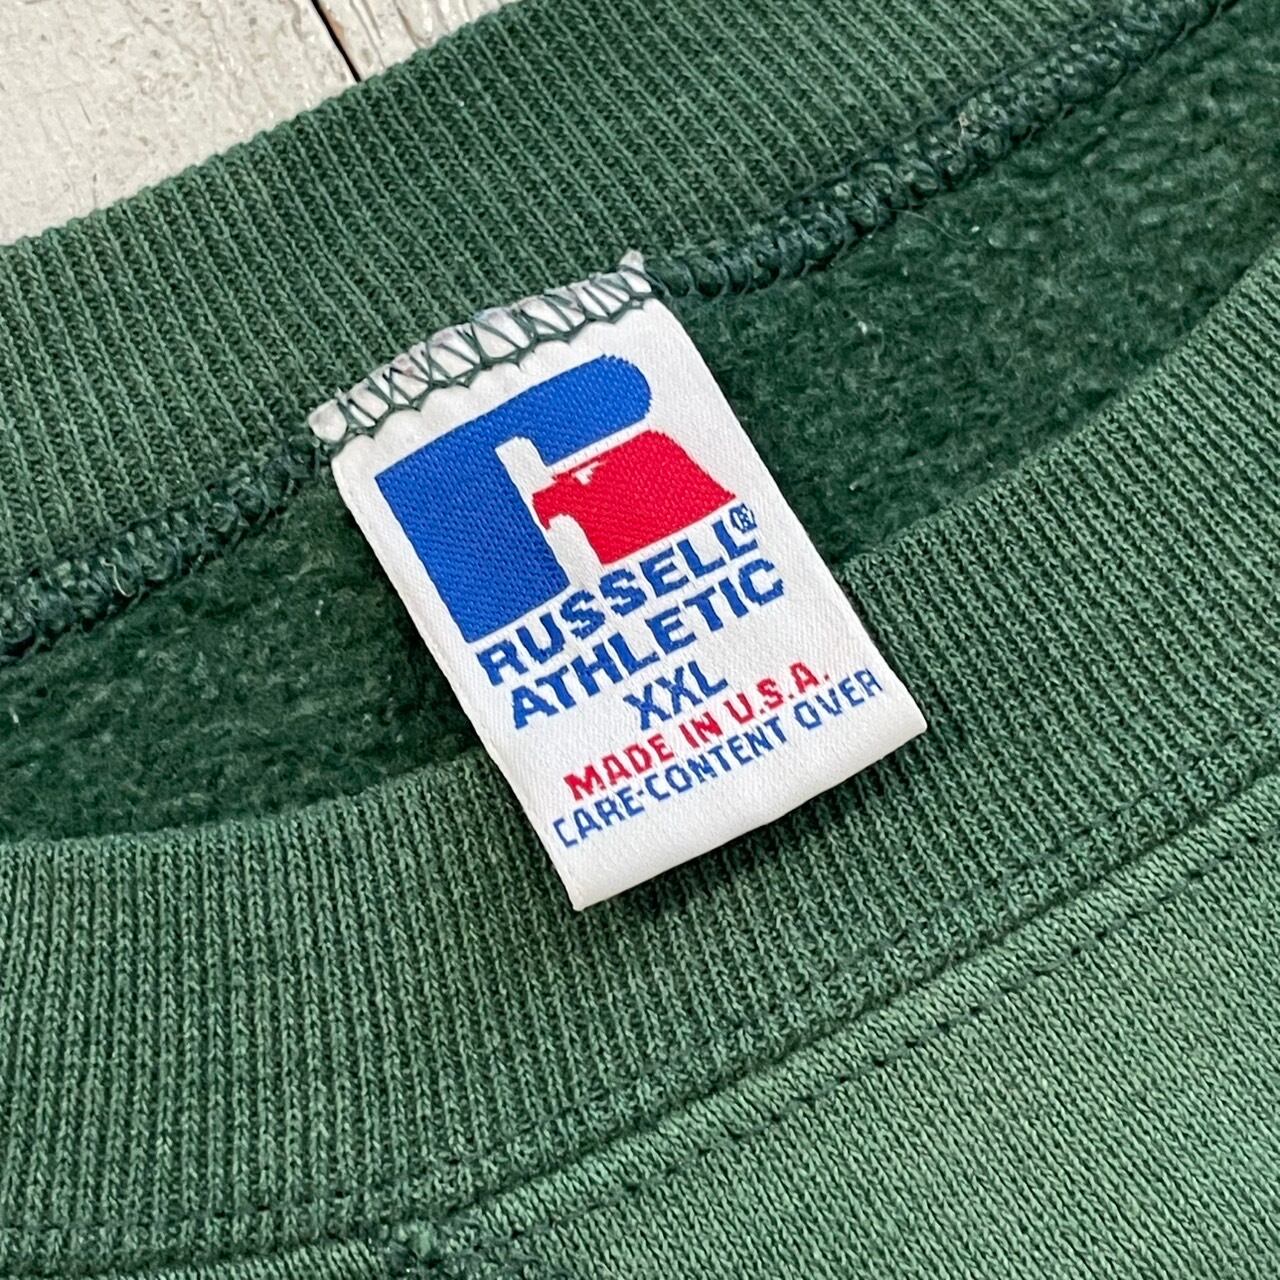 RUSSELL®
ATHLETIC
XXL
MADE IN U.S.A.
CARE-CONTENT OVER